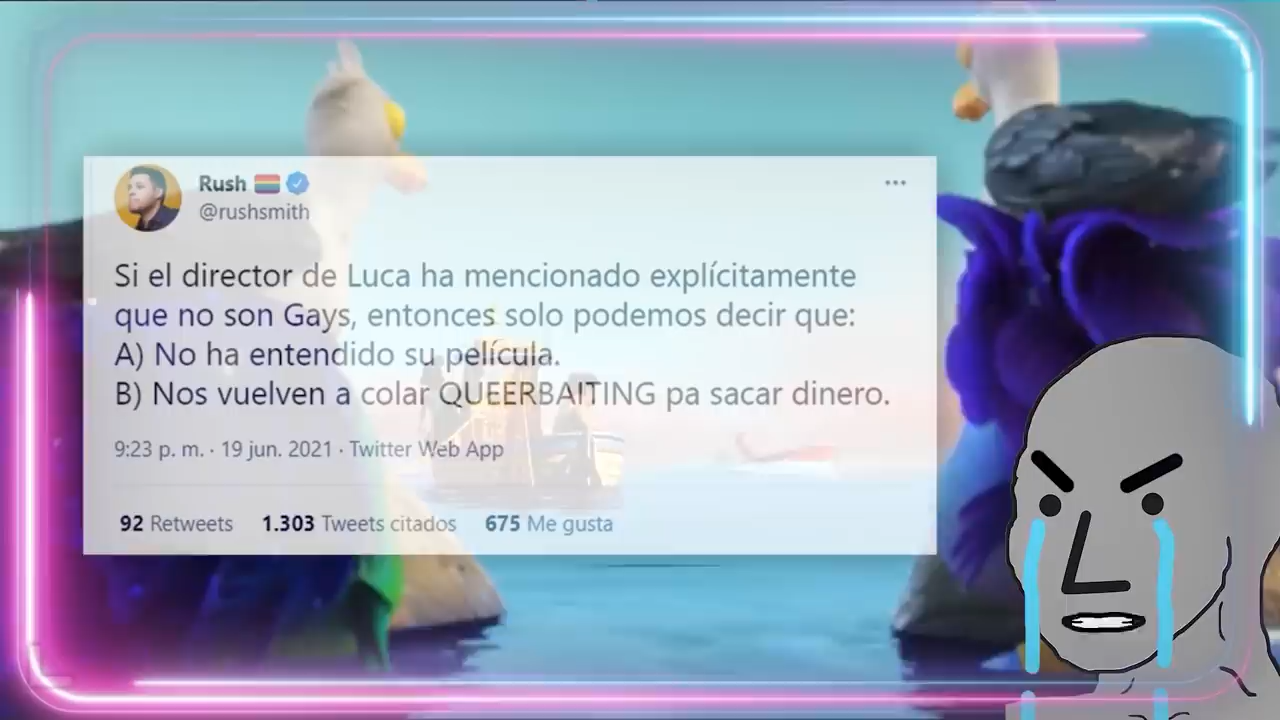 Rush
@rushsmith
Si el director de Luca ha mencionado explícitamente
que no son Gays, entonces solo podemos decir que:
A) No ha entendido su película.
B) Nos vuelven a colar QUEERBAITING pa sacar dinero.
9:23 p. m. · 19 jun. 2021 · Twitter Web App
92 Retweets 1.303 Tweets citados 675 Me gusta